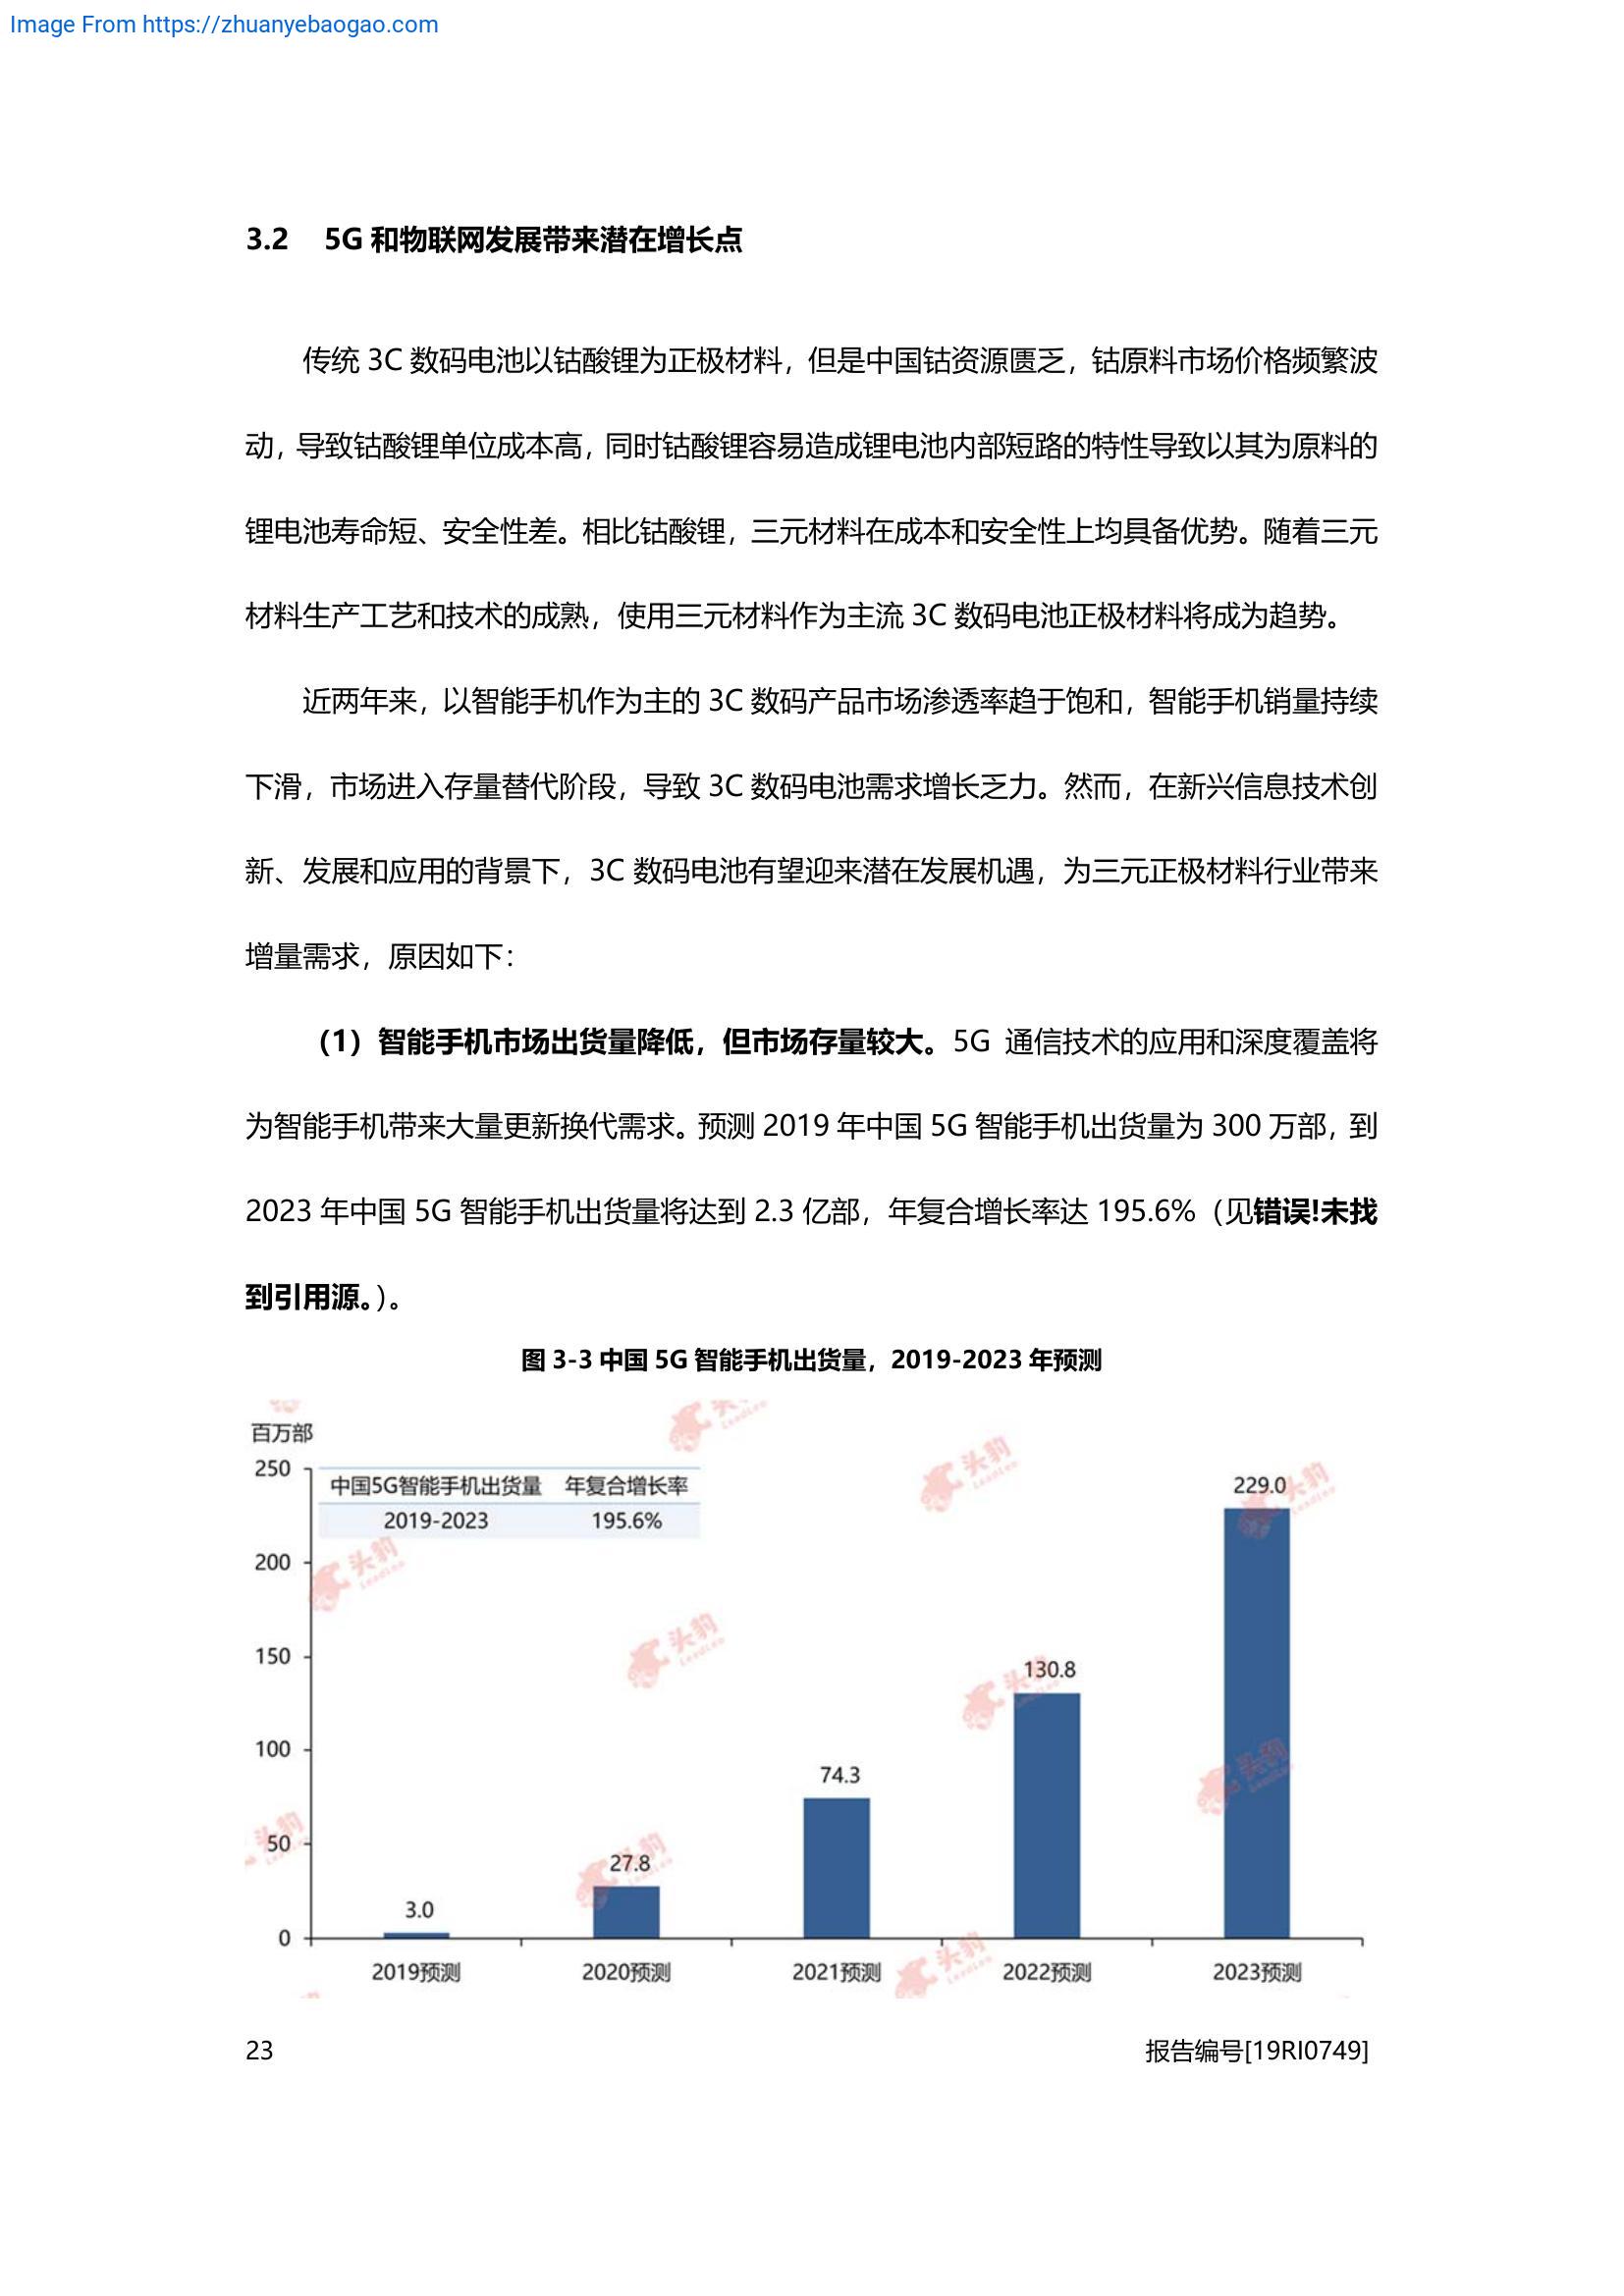 Image From https://zhuanyebaogao.com
3.2 5G 和物联网发展带来潜在增长点
传统 3C 数码电池以钴酸锂为正极材料，但是中国钴资源匮乏，钴原料市场价格频繁波
动，导致钴酸锂单位成本高，同时钴酸锂容易造成锂电池内部短路的特性导致以其为原料的
锂电池寿命短、安全性差。相比钴酸锂，三元材料在成本和安全性上均具备优势。随着三元
材料生产工艺和技术的成熟，使用三元材料作为主流 3C 数码电池正极材料将成为趋势。
近两年来，以智能手机作为主的 3C 数码产品市场渗透率趋于饱和，智能手机销量持续
下滑，市场进入存量替代阶段，导致 3C 数码电池需求增长乏力。然而，在新兴信息技术创
新、发展和应用的背景下，3C 数码电池有望迎来潜在发展机遇，为三元正极材料行业带来
增量需求，原因如下：
（1）智能手机市场出货量降低，但市场存量较大。5G 通信技术的应用和深度覆盖将
为智能手机带来大量更新换代需求。预测 2019 年中国 5G 智能手机出货量为 300 万部，到
2023 年中国 5G 智能手机出货量将达到 2.3 亿部，年复合增长率达 195.6%（见错误!未找
到引用源。）。
图 3-3 中国 5G 智能手机出货量，2019-2023 年预测
百万部
250
200
150
100
50
0
中国5G智能手机出货量 年复合增长率
2019-2023 195.6%
3.0
27.8
74.3
130.8
229.0
2019预测 2020预测 2021预测 2022预测 2023预测
头豹
LeadLeo
23 报告编号[19RI0749]